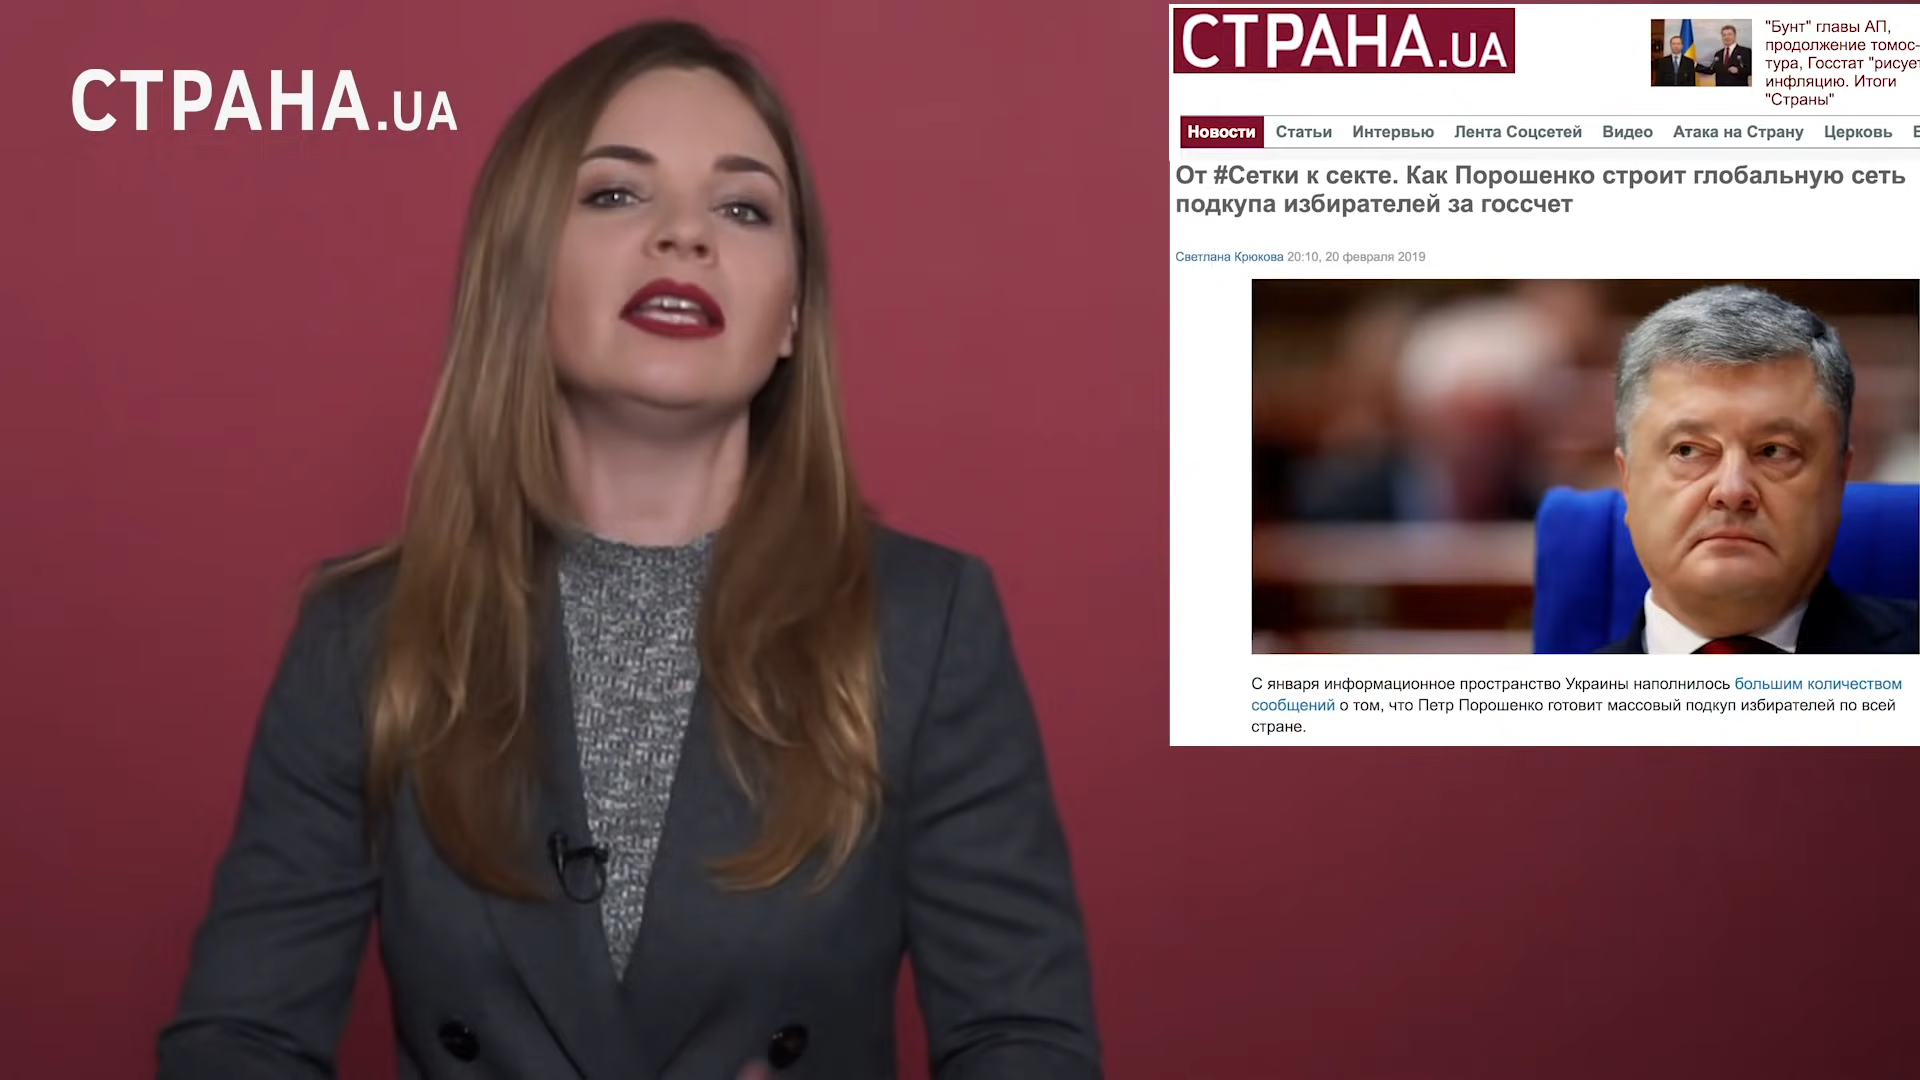 СТРАНА.UA
СТРАНА.UA
"Бунт" главы АП,
продолжение томос-
тура, Госстат "рисует
инфляцию. Итоги
"Страны"
Новости Статьи Интервью Лента Соцсетей Видео Атака на Страну Церковь
От #Сетки к секте. Как Порошенко строит глобальную сеть
подкупа избирателей за госсчет
Светлана Крюкова 20:10, 20 февраля 2019
С января информационное пространство Украины наполнилось большим количеством
сообщений о том, что Петр Порошенко готовит массовый подкуп избирателей по всей
стране.